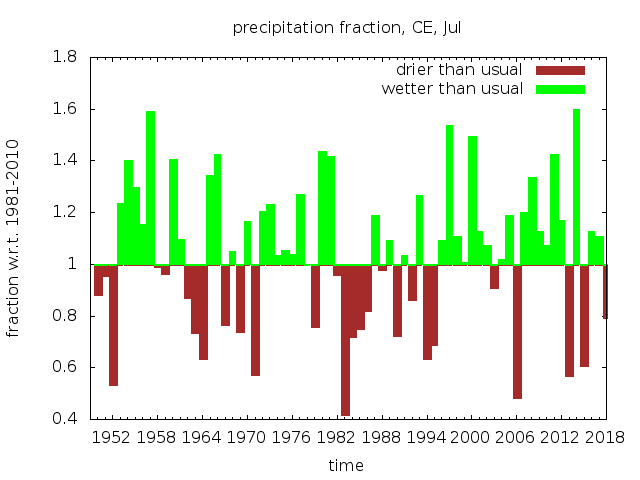 precipitation fraction, CE, Jul
1.8
drier than usual
wetter than usual
1.6
1.4
1.2
1
0.8
0.6
0.4
fraction w.r.t. 1981-2010
1952 1958 1964 1970 1976 1982 1988 1994 2000 2006 2012 2018
time